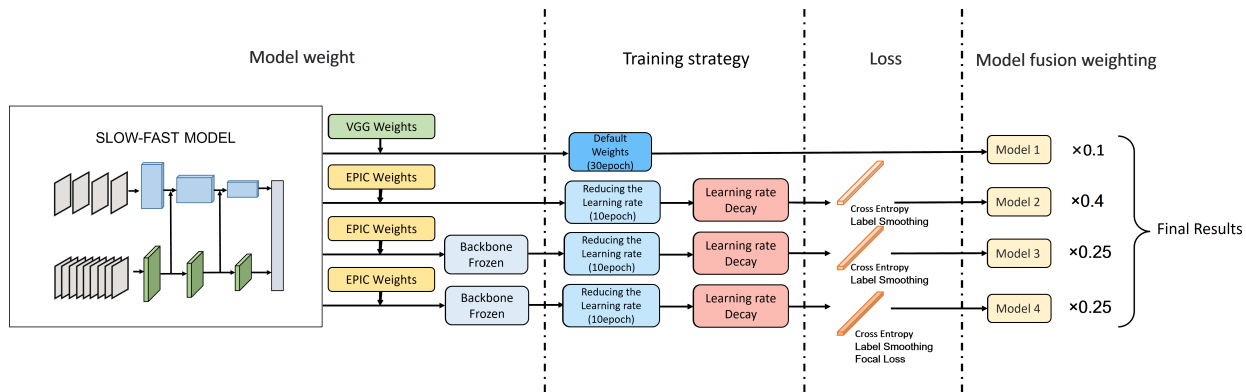 Model weight
Training strategy
Loss
Model fusion weighting
SLOW-FAST MODEL
VGG Weights
Default
Weights
(30epoch)
Model 1
×0.1
EPIC Weights
Reducing the
Learning rate
(10epoch)
Learning rate
Decay
Cross Entropy
Label Smoothing
Model 2
×0.4
EPIC Weights
Backbone
Frozen
Reducing the
Learning rate
(10epoch)
Learning rate
Decay
Cross Entropy
Label Smoothing
Model 3
×0.25
EPIC Weights
Backbone
Frozen
Reducing the
Learning rate
(10epoch)
Learning rate
Decay
Cross Entropy
Label Smoothing
Focal Loss
Model 4
×0.25
Final Results